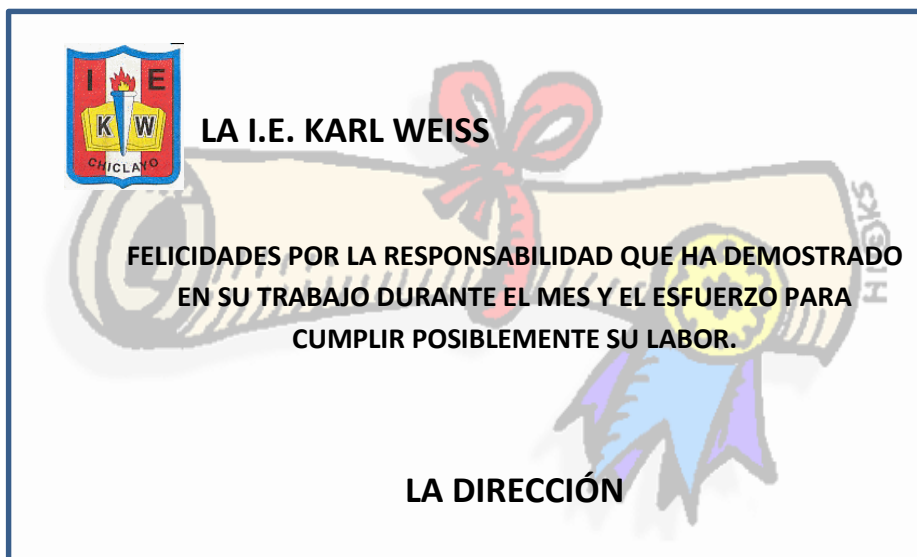 I E
K W
CHICLAYO
LA I.E. KARL WEISS
FELICIDADES POR LA RESPONSABILIDAD QUE HA DEMOSTRADO
EN SU TRABAJO DURANTE EL MES Y EL ESFUERZO PARA
CUMPLIR POSIBLEMENTE SU LABOR.
LA DIRECCIÓN